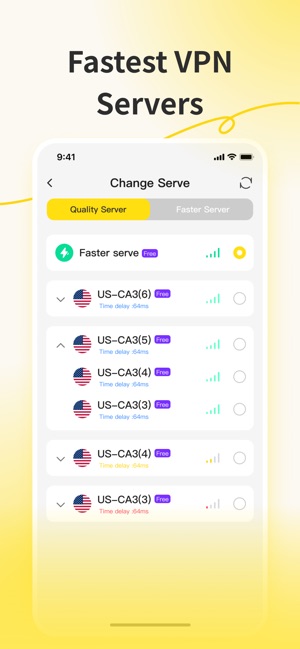 Fastest VPN
Servers
9:41
Change Serve
Quality Server
Faster Server
Faster serve Free
US-CA3(6) Free
Time delay :64ms
US-CA3(5) Free
Time delay :64ms
US-CA3(4) Free
Time delay :64ms
US-CA3(3) Free
Time delay :64ms
US-CA3(4) Free
Time delay :64ms
US-CA3(3) Free
Time delay :64ms